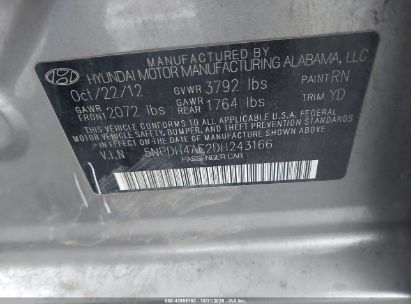 MANUFACTURED BY
HYUNDAI MOTOR MANUFACTURING ALABAMA, LLC
Oct/22/12 GVWR 3792 lbs PAINT RN
GAWR FRONT 2072 lbs GAWR REAR 1764 lbs TRIM YD
THIS VEHICLE CONFORMS TO ALL APPLICABLE U.S. FEDERAL MOTOR
VEHICLE SAFETY, BUMPER, AND THEFT PREVENTION STANDARDS IN
EFFECT ON THE DATE OF MANUFACTURE SHOWN ABOVE.
V.I.N 5NPDH4AE2DH243166
PASSENGER CAR